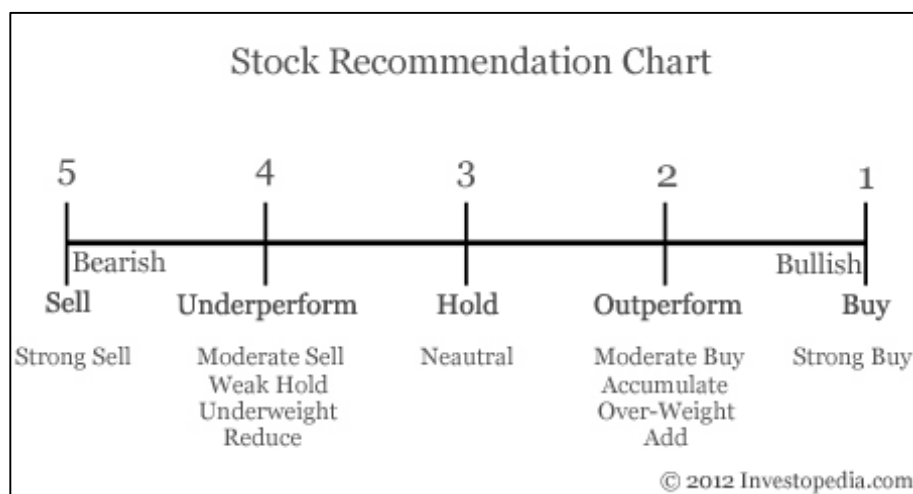 Stock Recommendation Chart
5 4 3 2 1
Bearish Bullish
Sell Underperform Hold Outperform Buy
Strong Sell Moderate Sell Neautral Moderate Buy Strong Buy
Weak Hold Accumulate
Underweight Over-Weight
Reduce Add
© 2012 Investopedia.com